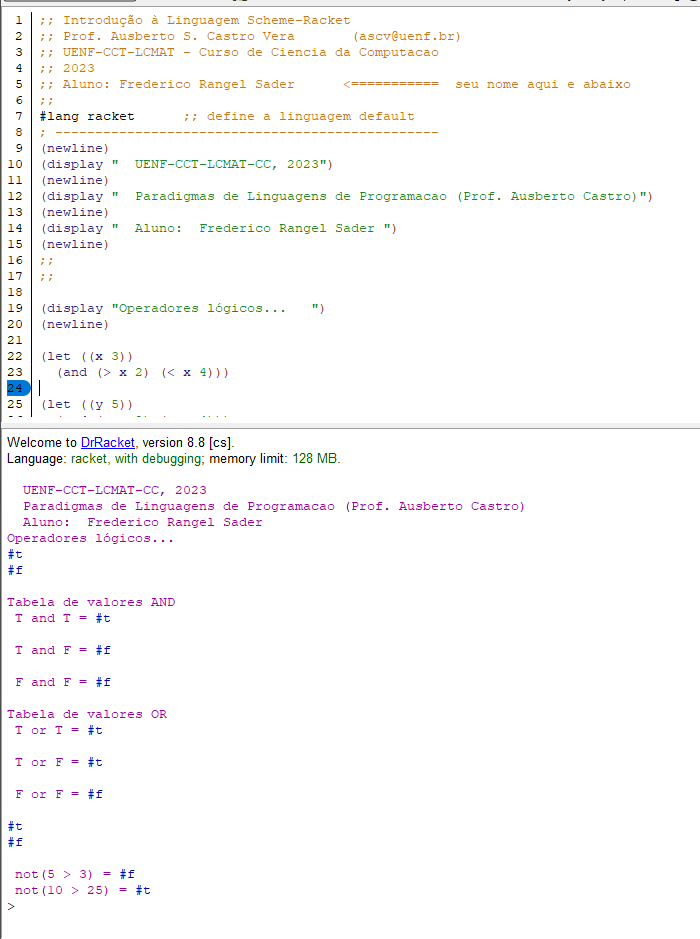 1 ;; Introdução à Linguagem Scheme-Racket
2 ;; Prof. Ausberto S. Castro Vera       (ascv@uenf.br)
3 ;; UENF-CCT-LCMAT - Curso de Ciencia da Computacao
4 ;; 2023
5 ;; Aluno: Frederico Rangel Sader      <===========  seu nome aqui e abaixo
6 ;;
7 #lang racket      ;; define a linguagem default
8 ; ------------------------------------------------
9 (newline)
10 (display "  UENF-CCT-LCMAT-CC, 2023")
11 (newline)
12 (display "  Paradigmas de Linguagens de Programacao (Prof. Ausberto Castro)")
13 (newline)
14 (display "  Aluno:  Frederico Rangel Sader ")
15 (newline)
16 ;;
17 ;;
18
19 (display "Operadores lógicos...   ")
20 (newline)
21
22 (let ((x 3))
23   (and (> x 2) (< x 4)))
24
25 (let ((y 5))
Welcome to DrRacket, version 8.8 [cs].
Language: racket, with debugging; memory limit: 128 MB.
  UENF-CCT-LCMAT-CC, 2023
  Paradigmas de Linguagens de Programacao (Prof. Ausberto Castro)
  Aluno:  Frederico Rangel Sader
Operadores lógicos...
#t
#f
Tabela de valores AND
 T and T = #t
 T and F = #f
 F and F = #f
Tabela de valores OR
 T or T = #t
 T or F = #t
 F or F = #f
#t
#f
 not(5 > 3) = #f
 not(10 > 25) = #t
>